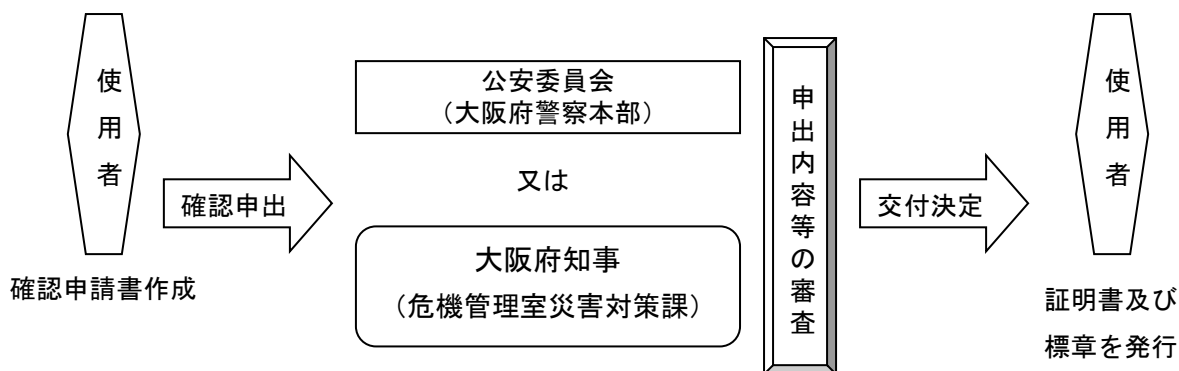 使用者
確認申請書作成
確認申出
公安委員会
（大阪府警察本部）
又は
大阪府知事
（危機管理室災害対策課）
申出内容等の審査
交付決定
使用者
証明書及び
標章を発行